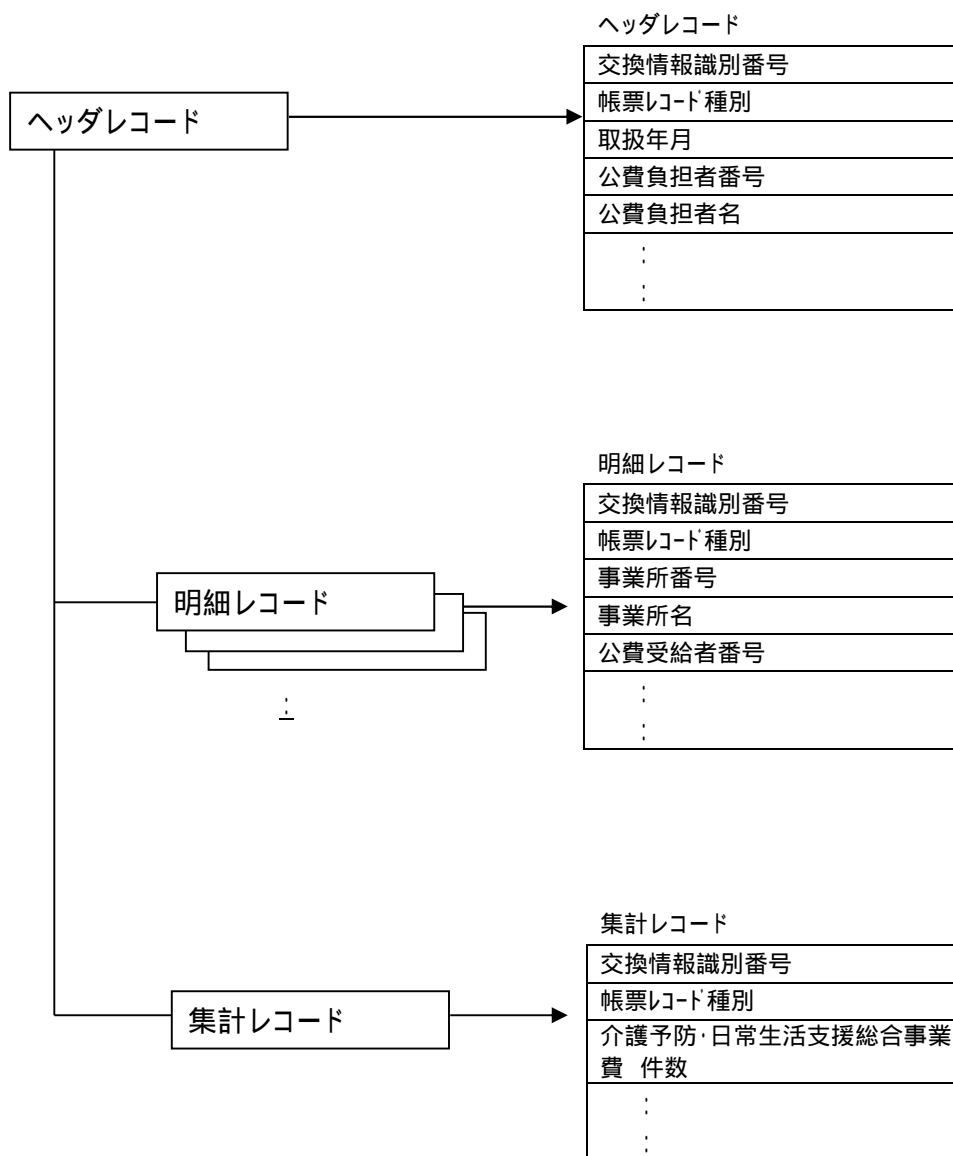 ヘッダレコード
ヘッダレコード
交換情報識別番号
帳票ﾚｺｰﾄﾞ種別
取扱年月
公費負担者番号
公費負担者名
:
:
明細レコード
明細レコード
交換情報識別番号
帳票ﾚｺｰﾄﾞ種別
事業所番号
事業所名
公費受給者番号
:
:
:
集計レコード
集計レコード
交換情報識別番号
帳票ﾚｺｰﾄﾞ種別
介護予防･日常生活支援総合事業
費 件数
:
: